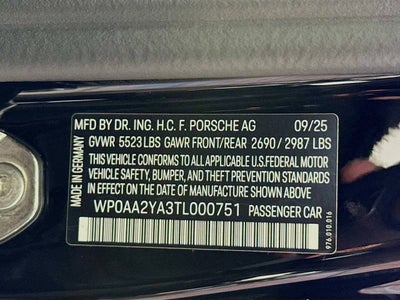 MFD BY DR. ING. H.C. F. PORSCHE AG 09/25
GVWR 5523LBS GAWR FRONT/REAR 2690/2987 LBS
THIS VEHICLE CONFORMS TO ALL APPLICABLE U.S. FEDERAL MOTOR
VEHICLE SAFETY, BUMPER, AND THEFT PREVENTION STANDARDS
IN EFFECT ON THE DATE OF MANUFACTURE SHOWN ABOVE.
WP0AA2YA3TL000751 PASSENGER CAR
MADE IN GERMANY
976.010.016